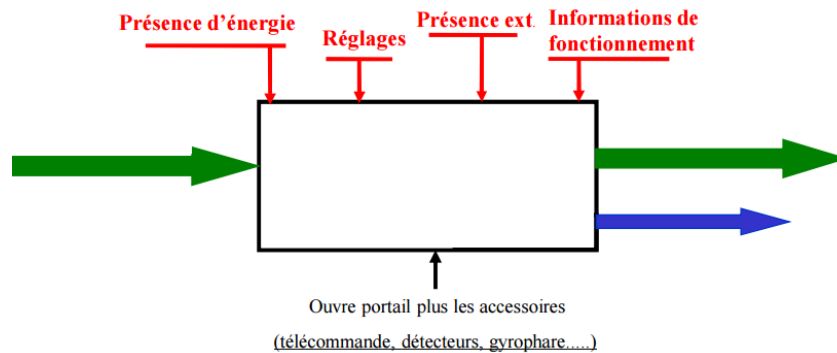 Présence d'énergie
Réglages
Présence ext.
Informations de
fonctionnement
Ouvre portail plus les accessoires
(télécommande, détecteurs, gyrophare.....)